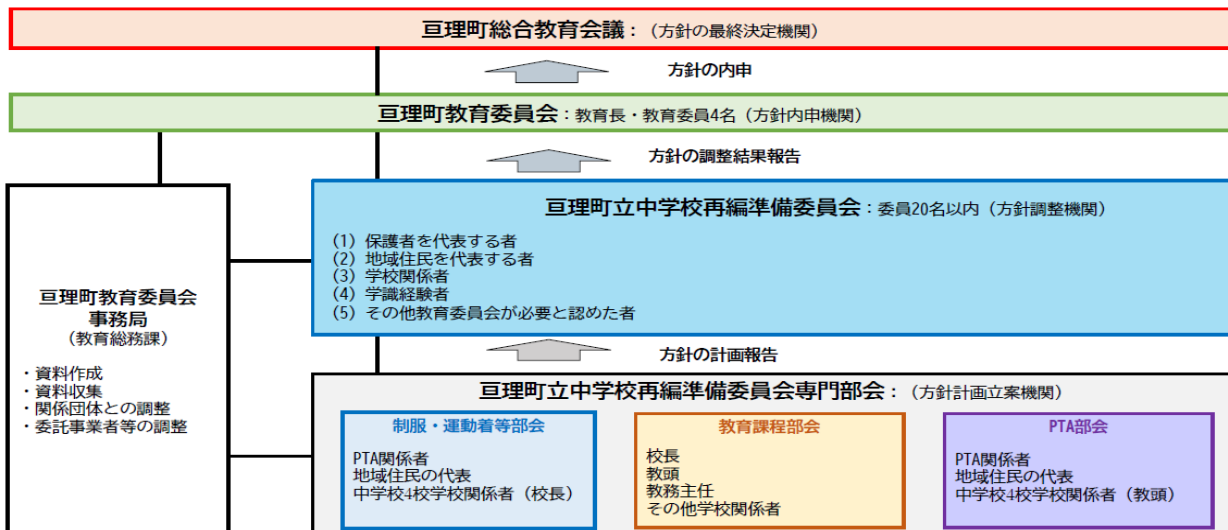 亘理町総合教育会議：（方針の最終決定機関）
方針の内申
亘理町教育委員会：教育長・教育委員4名（方針内申機関）
方針の調整結果報告
亘理町立中学校再編準備委員会：委員20名以内（方針調整機関）
(1) 保護者を代表する者
(2) 地域住民を代表する者
(3) 学校関係者
(4) 学識経験者
(5) その他教育委員会が必要と認めた者
亘理町教育委員会
事務局
（教育総務課）
・資料作成
・資料収集
・関係団体との調整
・委託事業者等の調整
方針の計画報告
亘理町立中学校再編準備委員会専門部会：（方針計画立案機関）
制服・運動着等部会
PTA関係者
地域住民の代表
中学校4校学校関係者（校長）
教育課程部会
校長
教頭
教務主任
その他学校関係者
PTA部会
PTA関係者
地域住民の代表
中学校4校学校関係者（教頭）